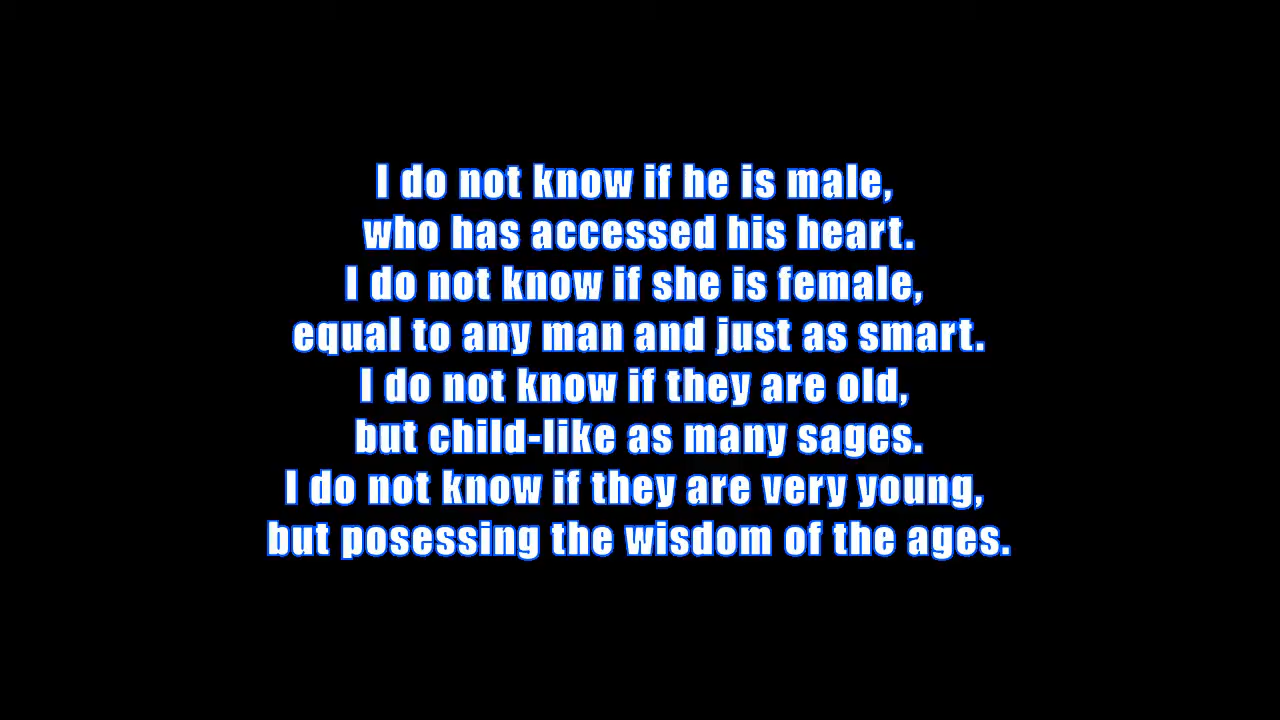 I do not know if he is male,
who has accessed his heart.
I do not know if she is female,
equal to any man and just as smart.
I do not know if they are old,
but child-like as many sages.
I do not know if they are very young,
but posessing the wisdom of the ages.